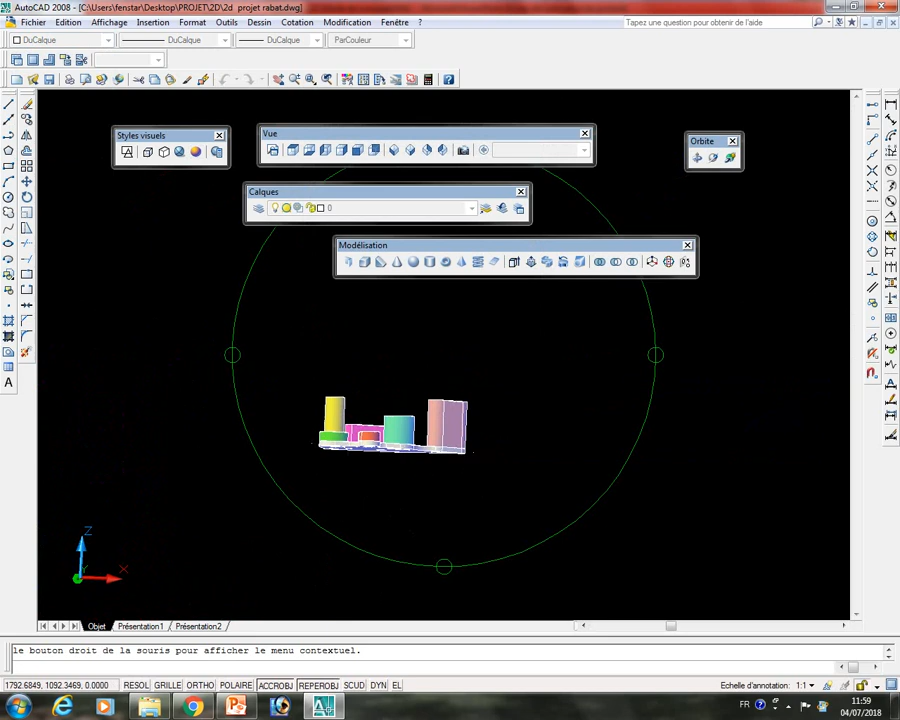 AutoCAD 2008 - [C:\Users\fenstar\Desktop\PROJET\2D\2d projet rabat.dwg]
Fichier Edition Affichage Insertion Format Outils Dessin Cotation Modification Fenêtre ?
Tapez une question pour obtenir de l'aide
DuCalque DuCalque DuCalque ParCouleur
Styles visuels
Vue
Orbite
Calques
0
Modélisation
Z
Y X
A
A
Objet Présentation1 Présentation2
le bouton droit de la souris pour afficher le menu contextuel.
1792.6849, 1092.3469, 0.0000 RESOL GRILLE ORTHO POLAIRE ACCROBJ REPEROBJ SCUD DYN EL Echelle d'annotation: 1:1
FR
11:59
04/07/2018